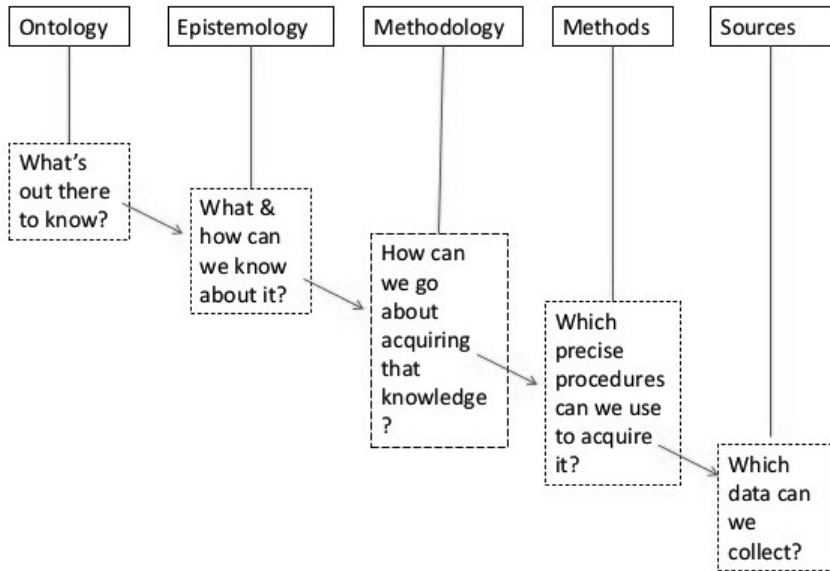 Ontology
Epistemology
Methodology
Methods
Sources
What's
out there
to know?
What &
how can
we know
about it?
How can
we go
about
acquiring
that
knowledge
?
Which
precise
procedures
can we use
to acquire
it?
Which
data can
we
collect?